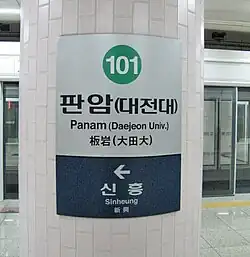 101
판암(대전대)
Panam (Daejeon Univ.)
板岩(大田大)
←
신흥
Sinheung
新興